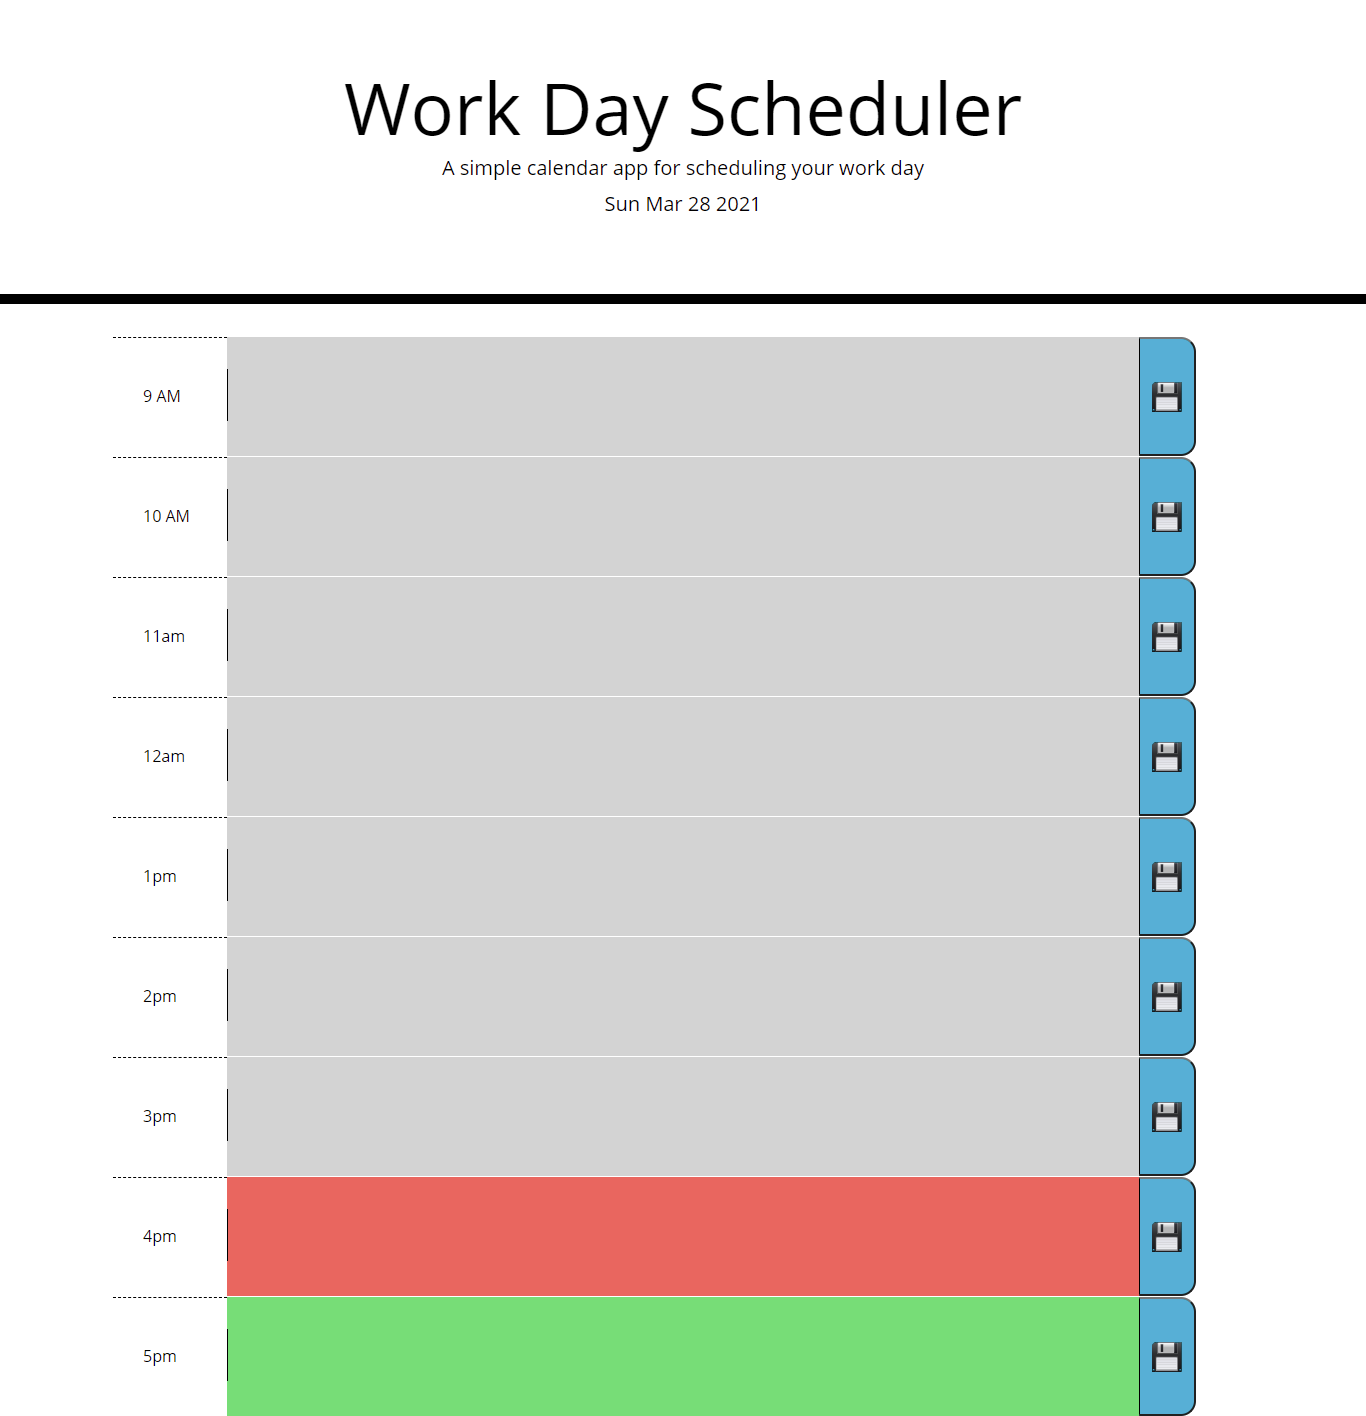 Work Day Scheduler
A simple calendar app for scheduling your work day
Sun Mar 28 2021
9 AM
10 AM
11am
12am
1pm
2pm
3pm
4pm
5pm